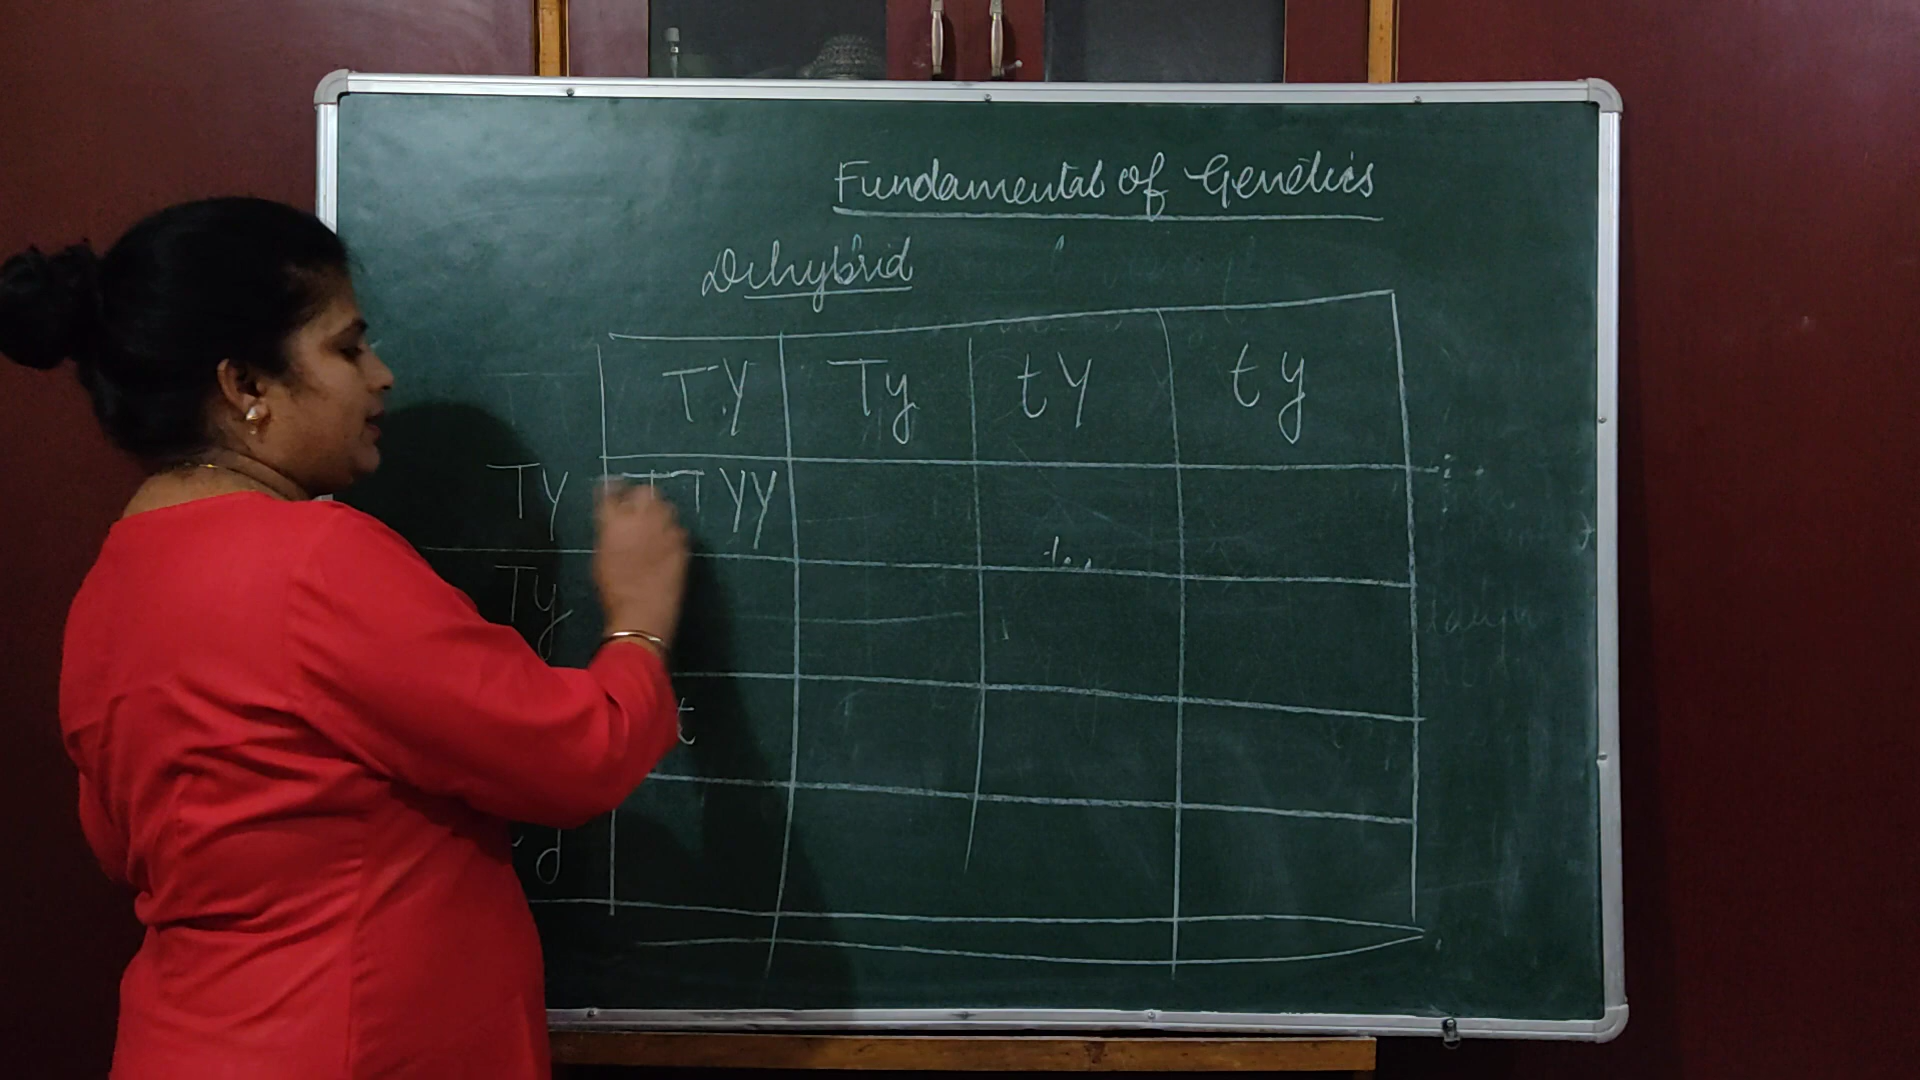 Fundamental of Genetics
Dihybrid
TY Ty tY ty
TY TTYY
Ty
t